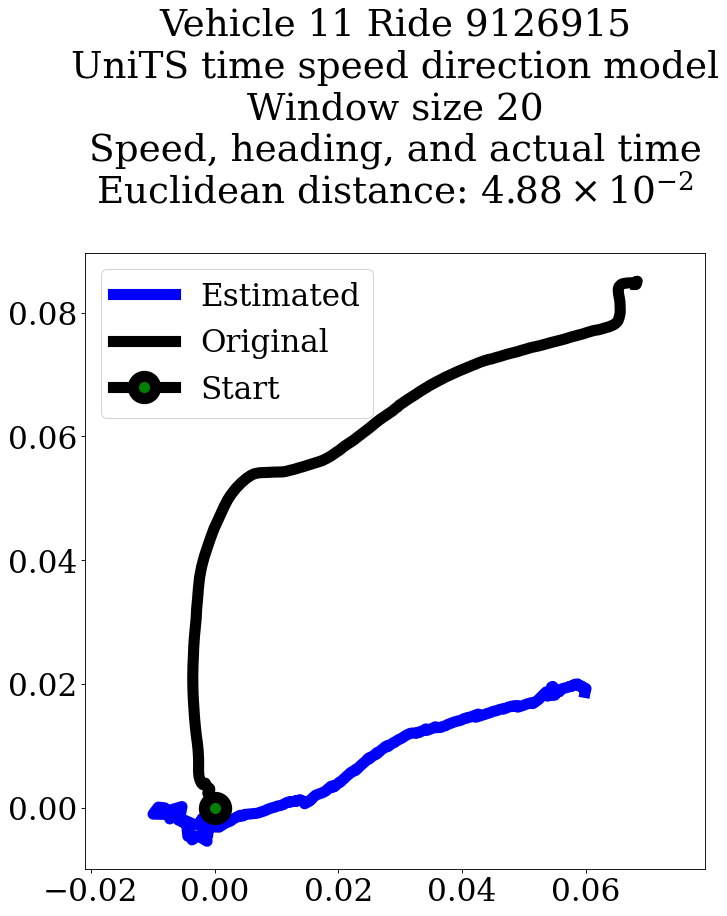 Vehicle 11 Ride 9126915
UniTS time speed direction model
Window size 20
Speed, heading, and actual time
Euclidean distance: 4.88 × 10⁻²
Estimated
Original
Start
0.08
0.06
0.04
0.02
0.00
−0.02 0.00 0.02 0.04 0.06